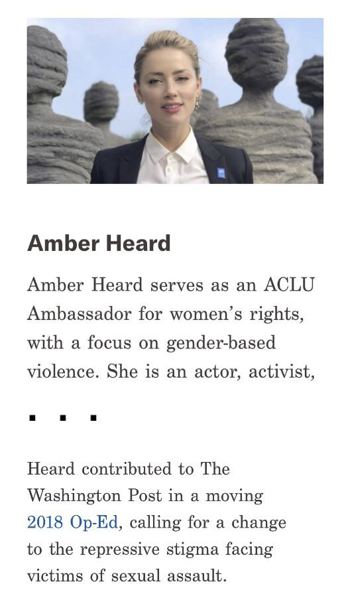 Amber Heard
Amber Heard serves as an ACLU
Ambassador for women’s rights,
with a focus on gender-based
violence. She is an actor, activist,
. . .
Heard contributed to The
Washington Post in a moving
2018 Op-Ed, calling for a change
to the repressive stigma facing
victims of sexual assault.